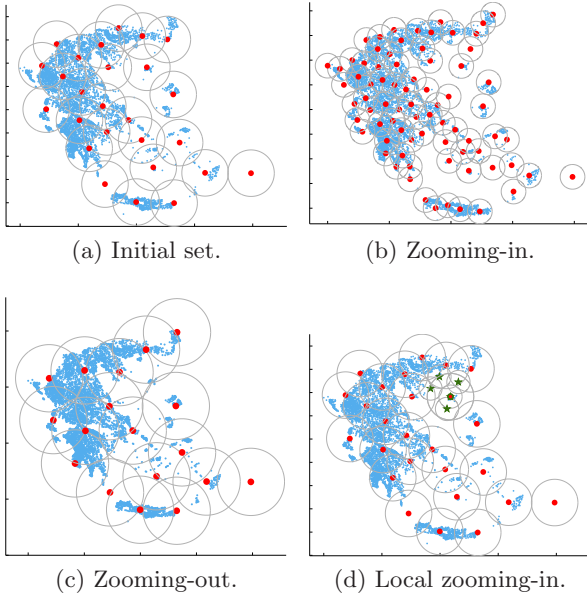 (a) Initial set.
(b) Zooming-in.
(c) Zooming-out.
(d) Local zooming-in.